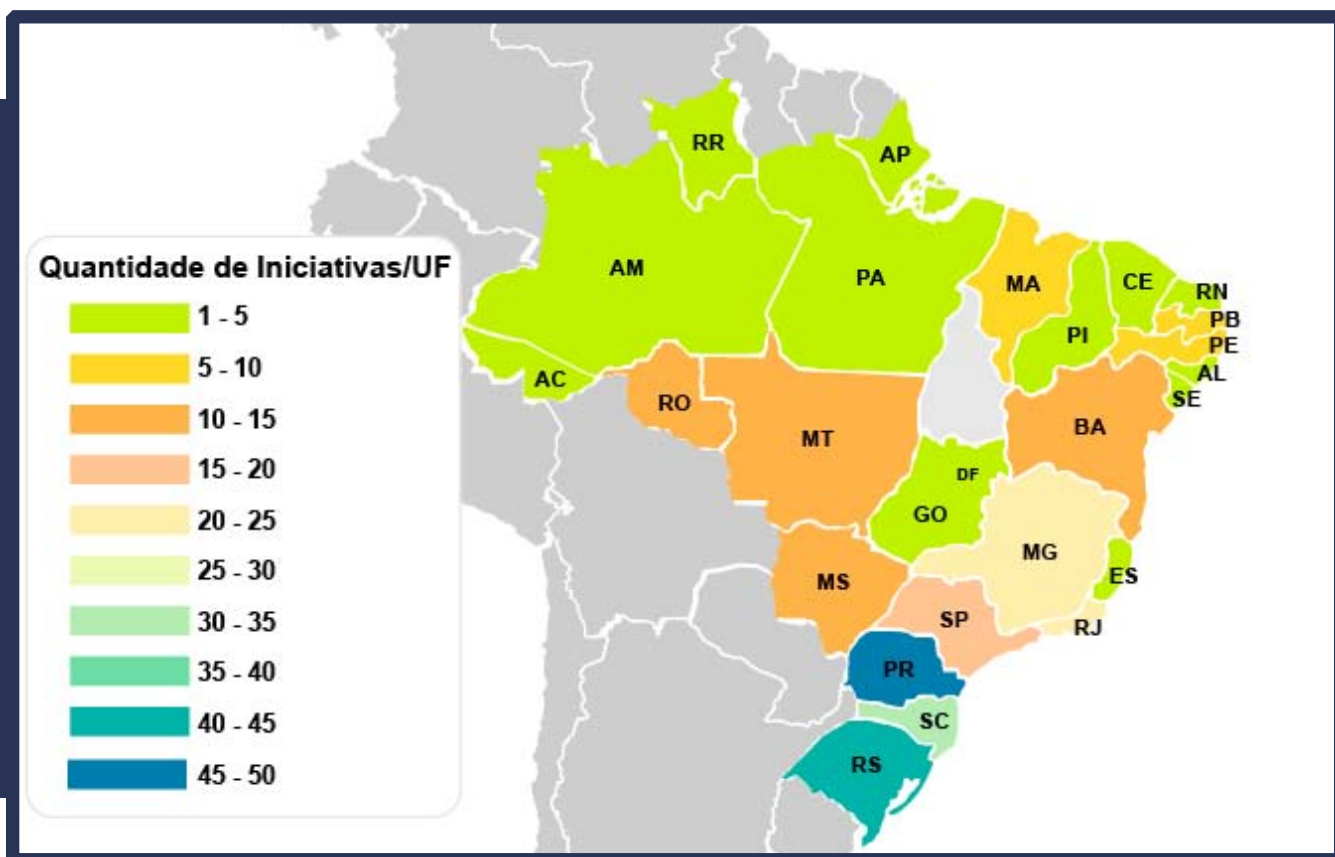 RR
AP
AM
PA
MA
CE
RN
PB
PI
PE
AL
SE
AC
RO
MT
BA
DF
GO
MG
ES
MS
SP
RJ
PR
SC
RS
Quantidade de Iniciativas/UF
1 - 5
5 - 10
10 - 15
15 - 20
20 - 25
25 - 30
30 - 35
35 - 40
40 - 45
45 - 50